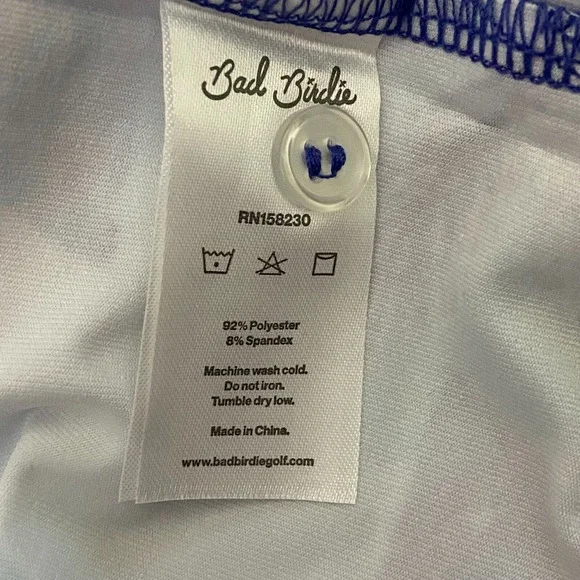 Bad Birdie
RN158230
92% Polyester
8% Spandex
Machine wash cold.
Do not iron.
Tumble dry low.
Made in China.
www.badbirdiegolf.com